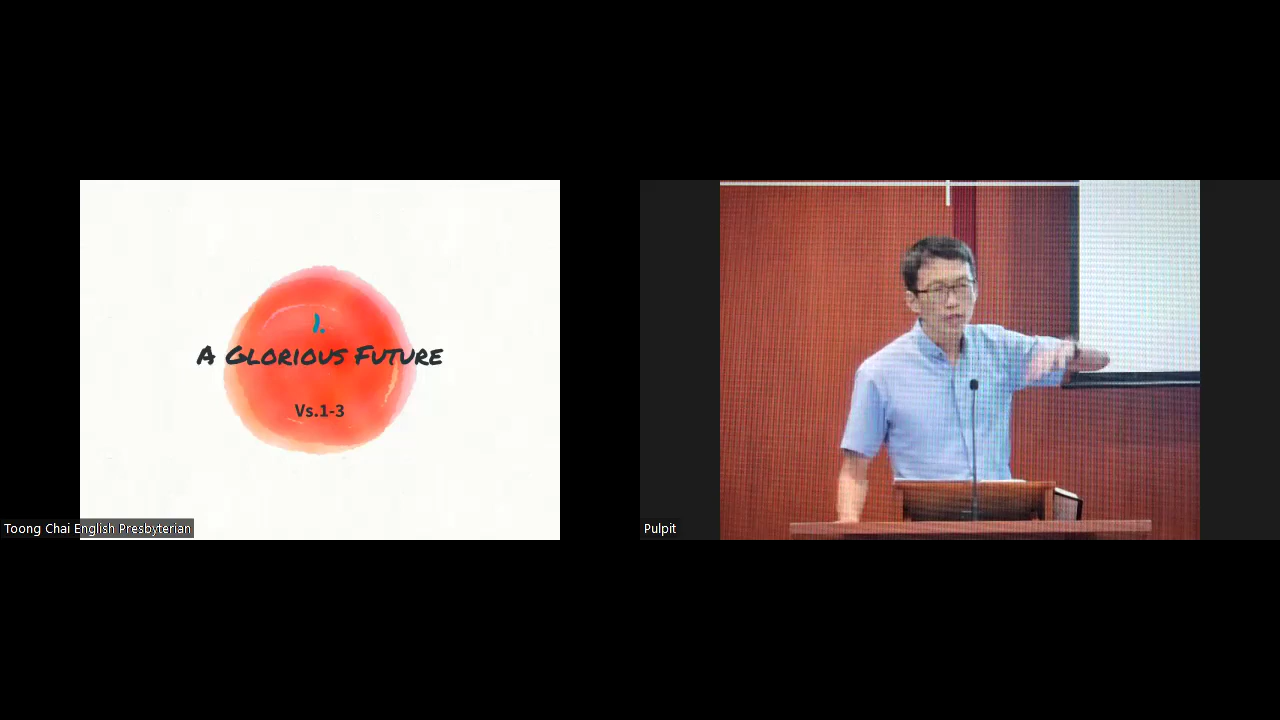 1.
A Glorious Future
Vs.1-3
Toong Chai English Presbyterian
Pulpit